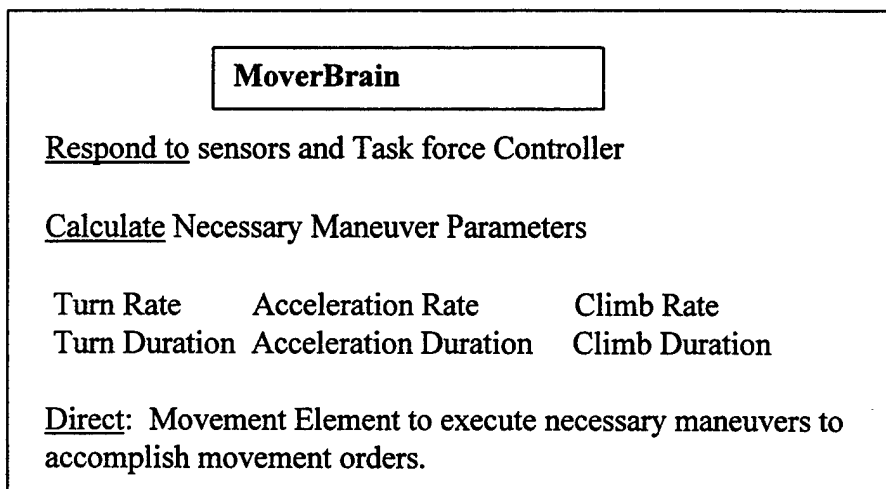 MoverBrain
Respond to sensors and Task force Controller
Calculate Necessary Maneuver Parameters
Turn Rate Acceleration Rate Climb Rate
Turn Duration Acceleration Duration Climb Duration
Direct: Movement Element to execute necessary maneuvers to
accomplish movement orders.